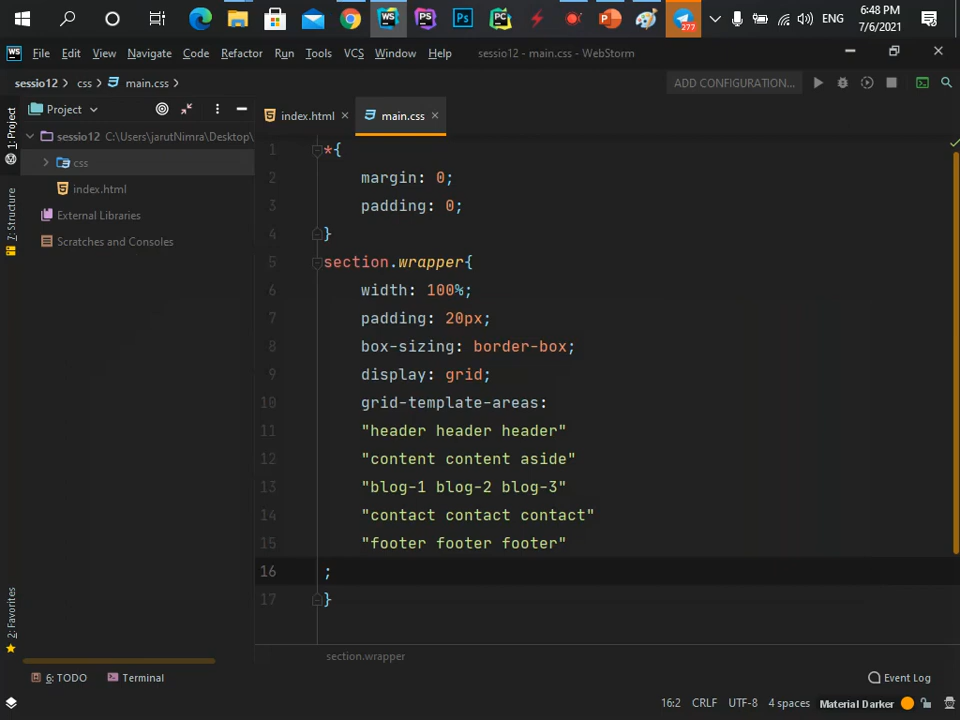 WS
PS
Ps
PC
277
ENG
6:48 PM
7/6/2021
WS File Edit View Navigate Code Refactor Run Tools VCS Window Help sessio12 - main.css - WebStorm
sessio12 css main.css
ADD CONFIGURATION...
Project
sessio12 C:\Users\jarutNimra\Desktop\
css
index.html
External Libraries
Scratches and Consoles
1: Project
7: Structure
2: Favorites
index.html main.css
1 *{
2 margin: 0;
3 padding: 0;
4 }
5 section.wrapper{
6 width: 100%;
7 padding: 20px;
8 box-sizing: border-box;
9 display: grid;
10 grid-template-areas:
11 "header header header"
12 "content content aside"
13 "blog-1 blog-2 blog-3"
14 "contact contact contact"
15 "footer footer footer"
16 ;
17 }
section.wrapper
6: TODO Terminal Event Log
16:2 CRLF UTF-8 4 spaces Material Darker